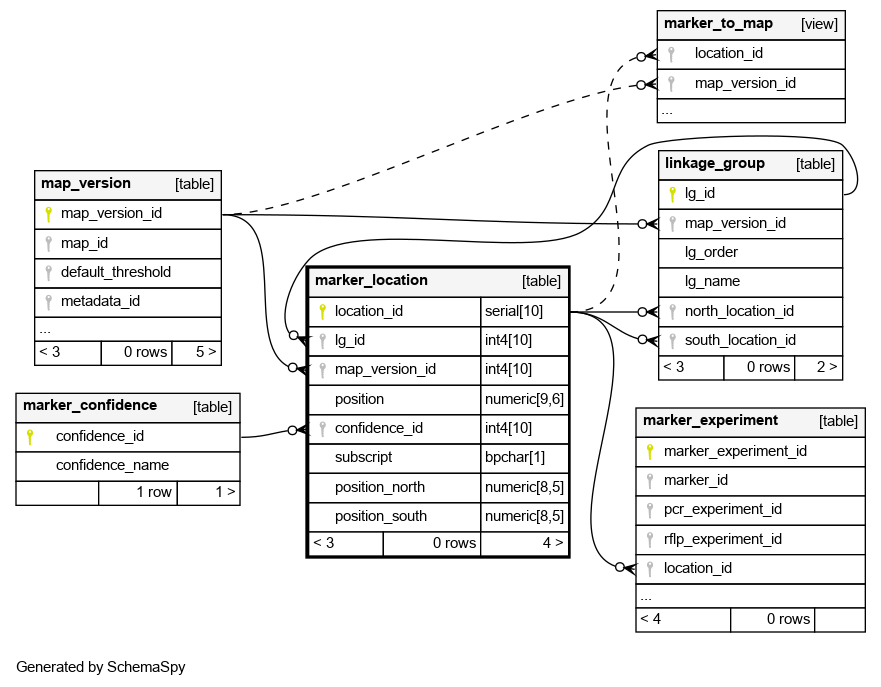 marker_to_map [view]
location_id
map_version_id
...
linkage_group [table]
lg_id
map_version_id
lg_order
lg_name
north_location_id
south_location_id
< 3 0 rows 2 >
map_version [table]
map_version_id
map_id
default_threshold
metadata_id
...
< 3 0 rows 5 >
marker_location [table]
location_id serial[10]
lg_id int4[10]
map_version_id int4[10]
position numeric[9,6]
confidence_id int4[10]
subscript bpchar[1]
position_north numeric[8,5]
position_south numeric[8,5]
< 3 0 rows 4 >
marker_confidence [table]
confidence_id
confidence_name
1 row 1 >
marker_experiment [table]
marker_experiment_id
marker_id
pcr_experiment_id
rflp_experiment_id
location_id
...
< 4 0 rows
Generated by SchemaSpy